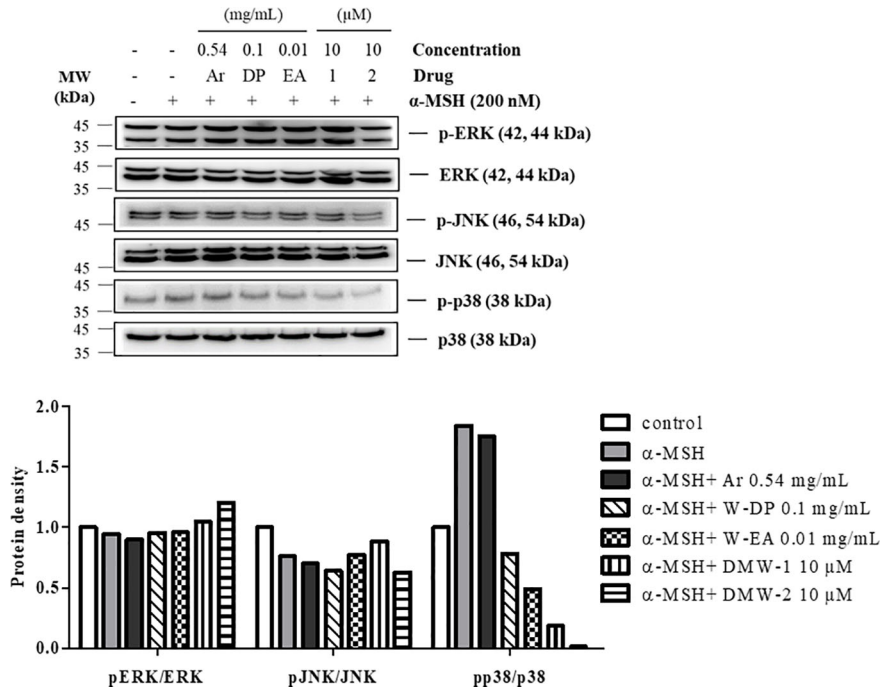 (mg/mL) (μM)
- - 0.54 0.1 0.01 10 10 Concentration
- - Ar DP EA 1 2 Drug
MW
(kDa)
- + + + + + + α-MSH (200 nM)
45
35
p-ERK (42, 44 kDa)
45
35
ERK (42, 44 kDa)
45
p-JNK (46, 54 kDa)
45
JNK (46, 54 kDa)
45
35
p-p38 (38 kDa)
45
35
p38 (38 kDa)
Protein density
2.0
1.5
1.0
0.5
0.0
pERK/ERK pJNK/JNK pp38/p38
control
α-MSH
α-MSH+ Ar 0.54 mg/mL
α-MSH+ W-DP 0.1 mg/mL
α-MSH+ W-EA 0.01 mg/mL
α-MSH+ DMW-1 10 μM
α-MSH+ DMW-2 10 μM